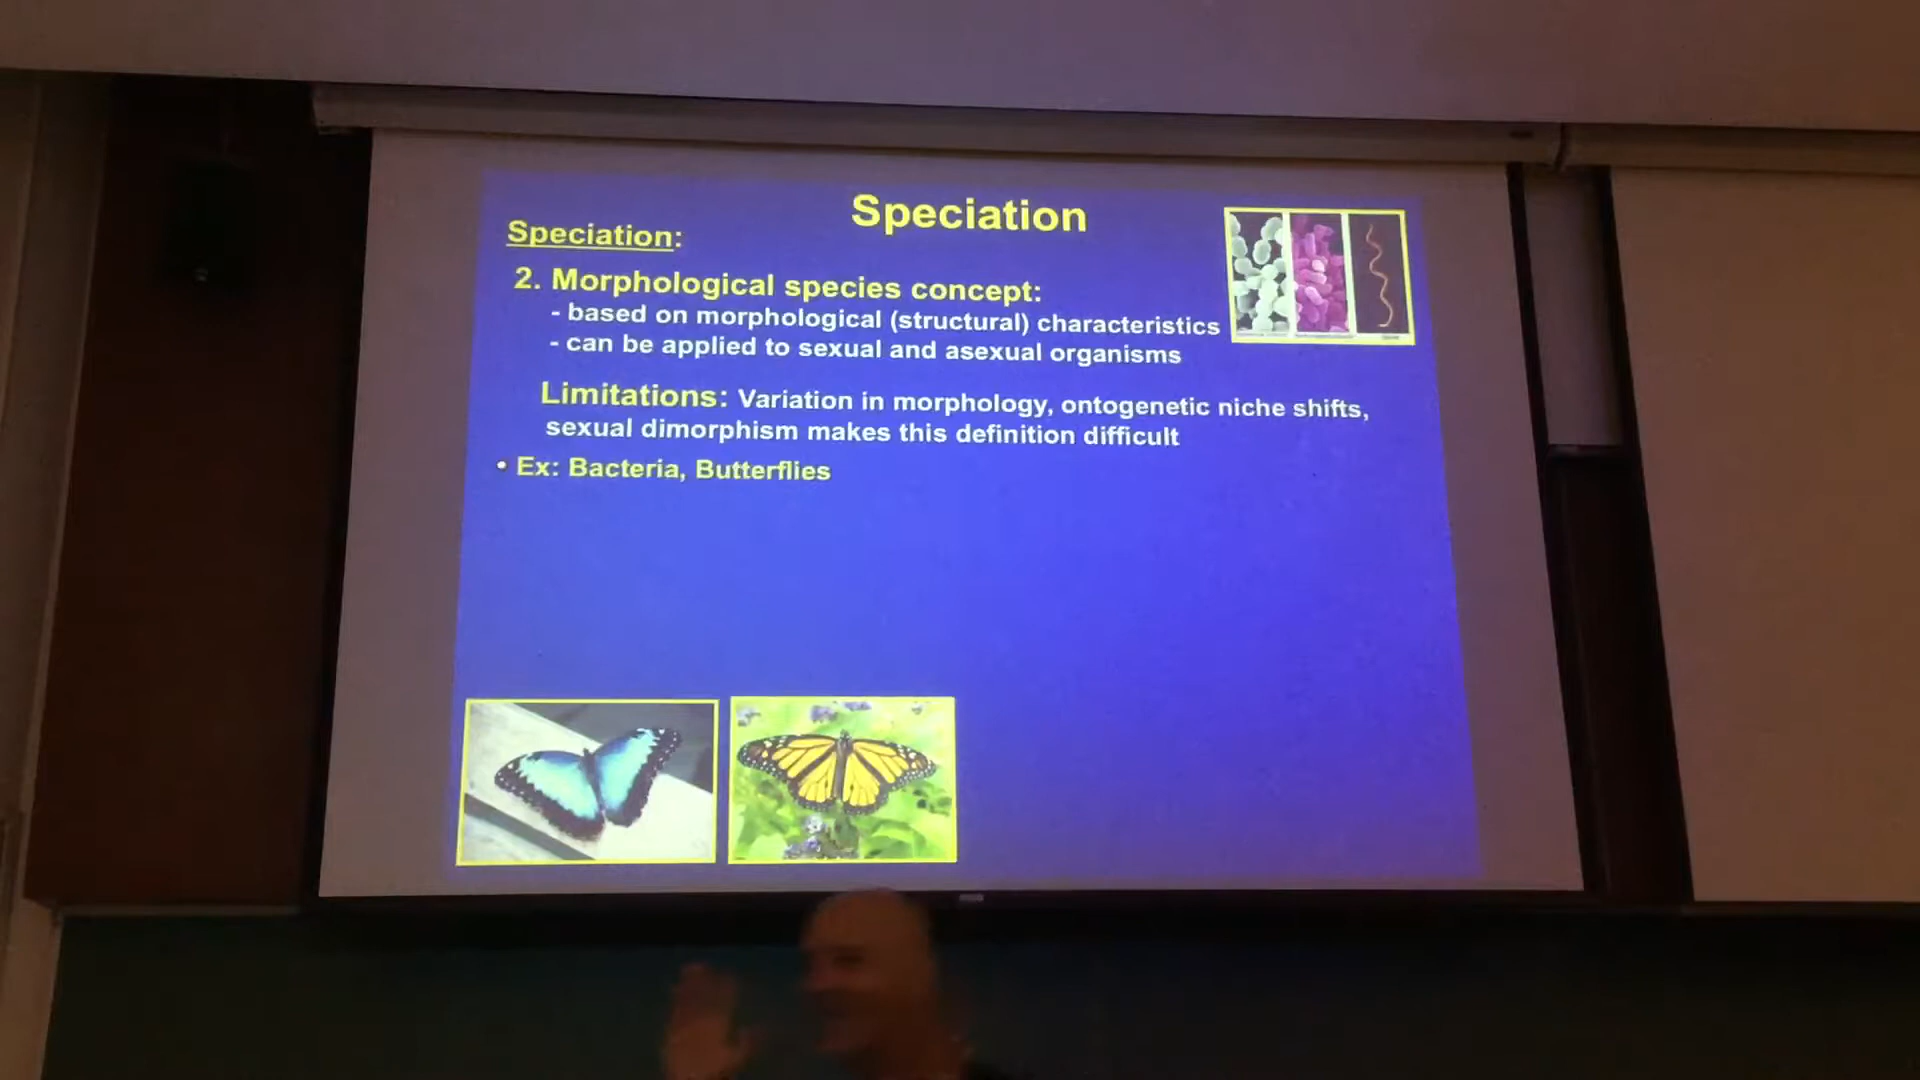 Speciation
Speciation:
2. Morphological species concept:
- based on morphological (structural) characteristics
- can be applied to sexual and asexual organisms
Limitations: Variation in morphology, ontogenetic niche shifts,
sexual dimorphism makes this definition difficult
• Ex: Bacteria, Butterflies